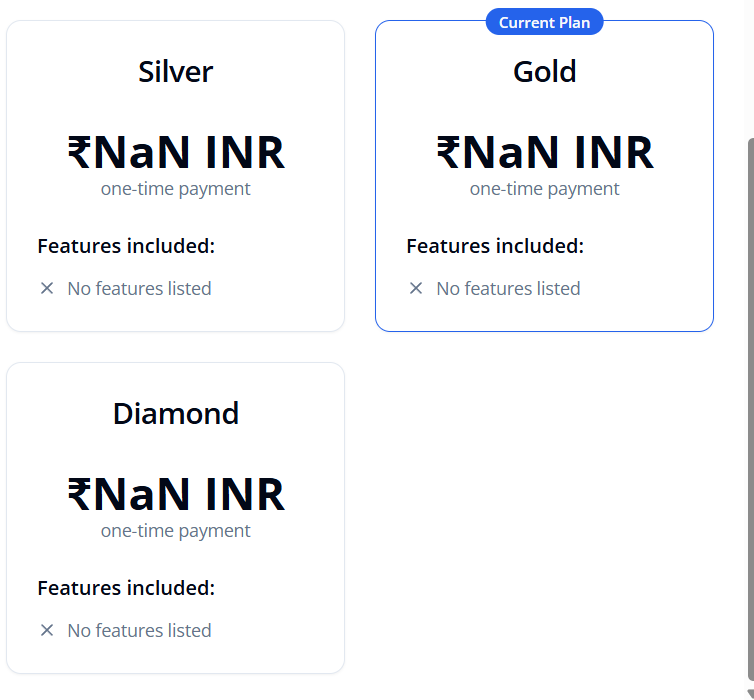 Silver
₹NaN INR
one-time payment
Features included:
No features listed
Current Plan
Gold
₹NaN INR
one-time payment
Features included:
No features listed
Diamond
₹NaN INR
one-time payment
Features included:
No features listed